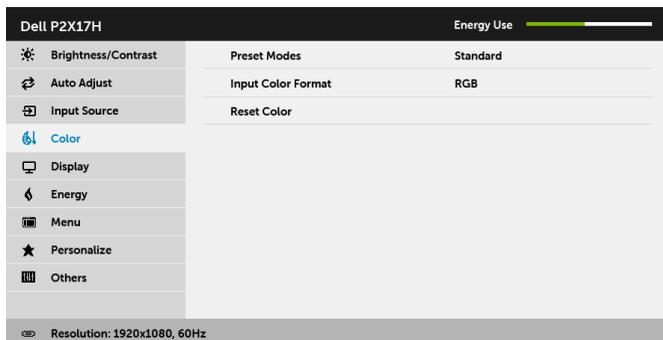 Dell P2X17H Energy Use
Brightness/Contrast Preset Modes Standard
Auto Adjust Input Color Format RGB
Input Source Reset Color
Color
Display
Energy
Menu
Personalize
Others
Resolution: 1920x1080, 60Hz